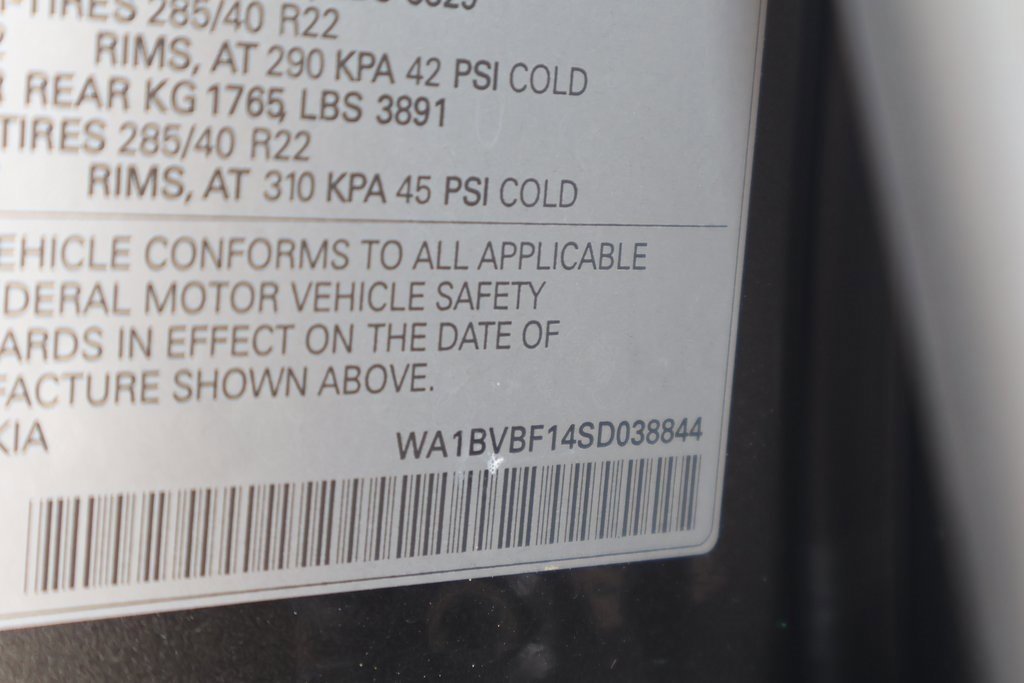 TIRES 285/40 R22
RIMS, AT 290 KPA 42 PSI COLD
REAR KG 1765, LBS 3891
TIRES 285/40 R22
RIMS, AT 310 KPA 45 PSI COLD
EHICLE CONFORMS TO ALL APPLICABLE
DERAL MOTOR VEHICLE SAFETY
ARDS IN EFFECT ON THE DATE OF
FACTURE SHOWN ABOVE.
KIA
WA1BVBF14SD038844